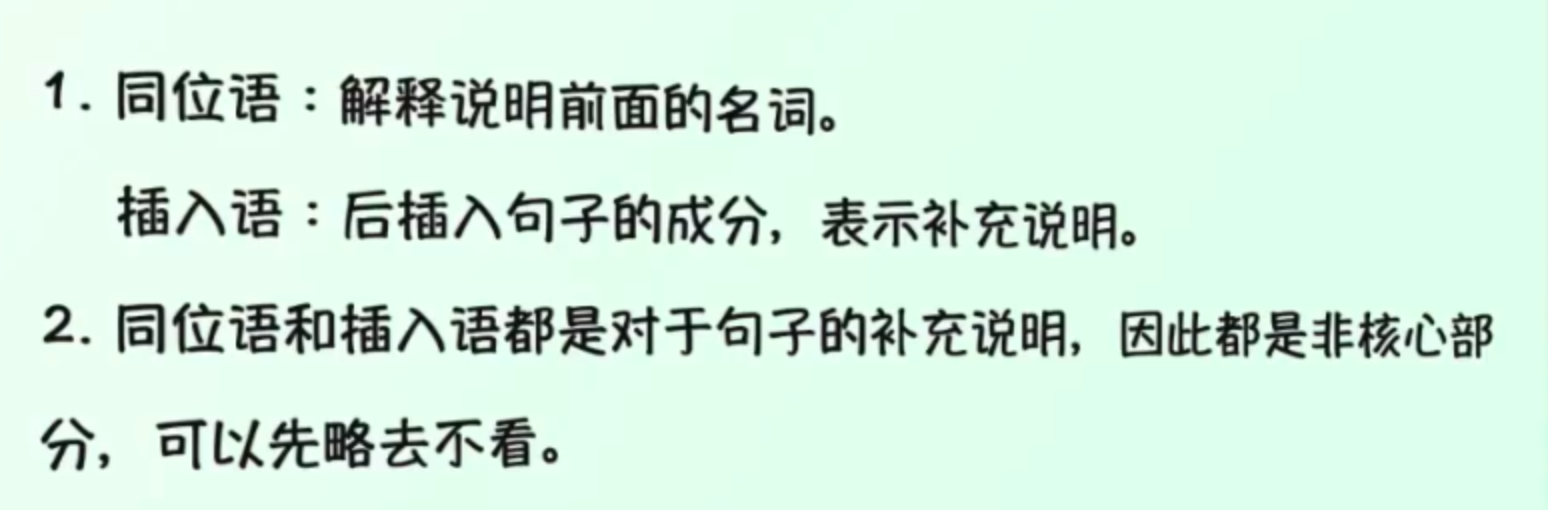 1. 同位语：解释说明前面的名词。
插入语：后插入句子的成分，表示补充说明。
2. 同位语和插入语都是对于句子的补充说明，因此都是非核心部
分，可以先略去不看。